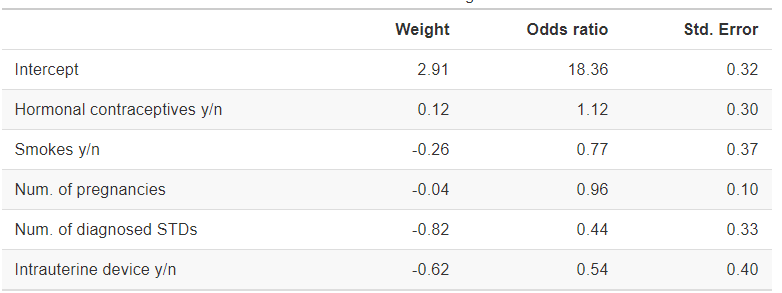 Weight Odds ratio Std. Error
Intercept 2.91 18.36 0.32
Hormonal contraceptives y/n 0.12 1.12 0.30
Smokes y/n -0.26 0.77 0.37
Num. of pregnancies -0.04 0.96 0.10
Num. of diagnosed STDs -0.82 0.44 0.33
Intrauterine device y/n -0.62 0.54 0.40